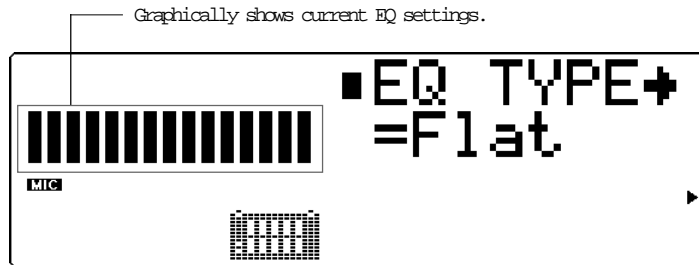 Graphically shows current EQ settings.
EQ TYPE
=Flat
MIC